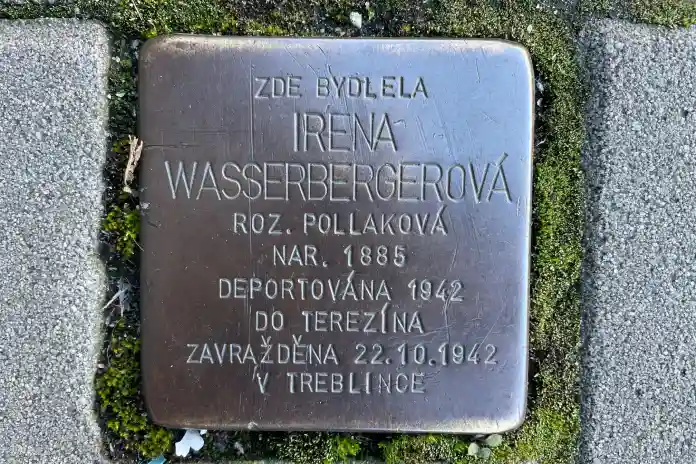 ZDE BYDLELA
IRENA
WASSERBERGEROVÁ
ROZ. POLLAKOVÁ
NAR. 1885
DEPORTOVÁNA 1942
DO TEREZÍNA
ZAVRAŽDĚNA 22.10.1942
V TREBLINCE